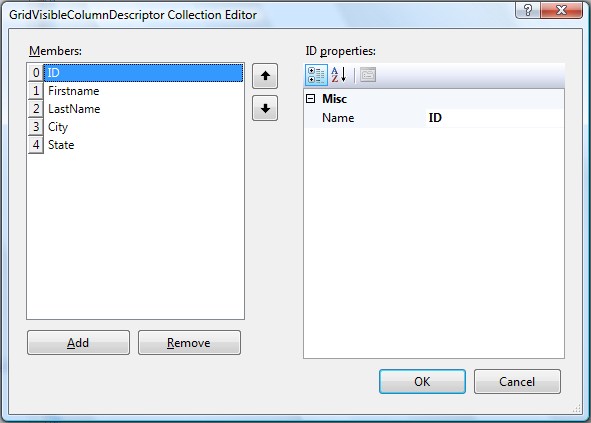 GridVisibleColumnDescriptor Collection Editor
Members:
0 ID
1 Firstname
2 LastName
3 City
4 State
Add
Remove
ID properties:
Misc
Name ID
OK
Cancel